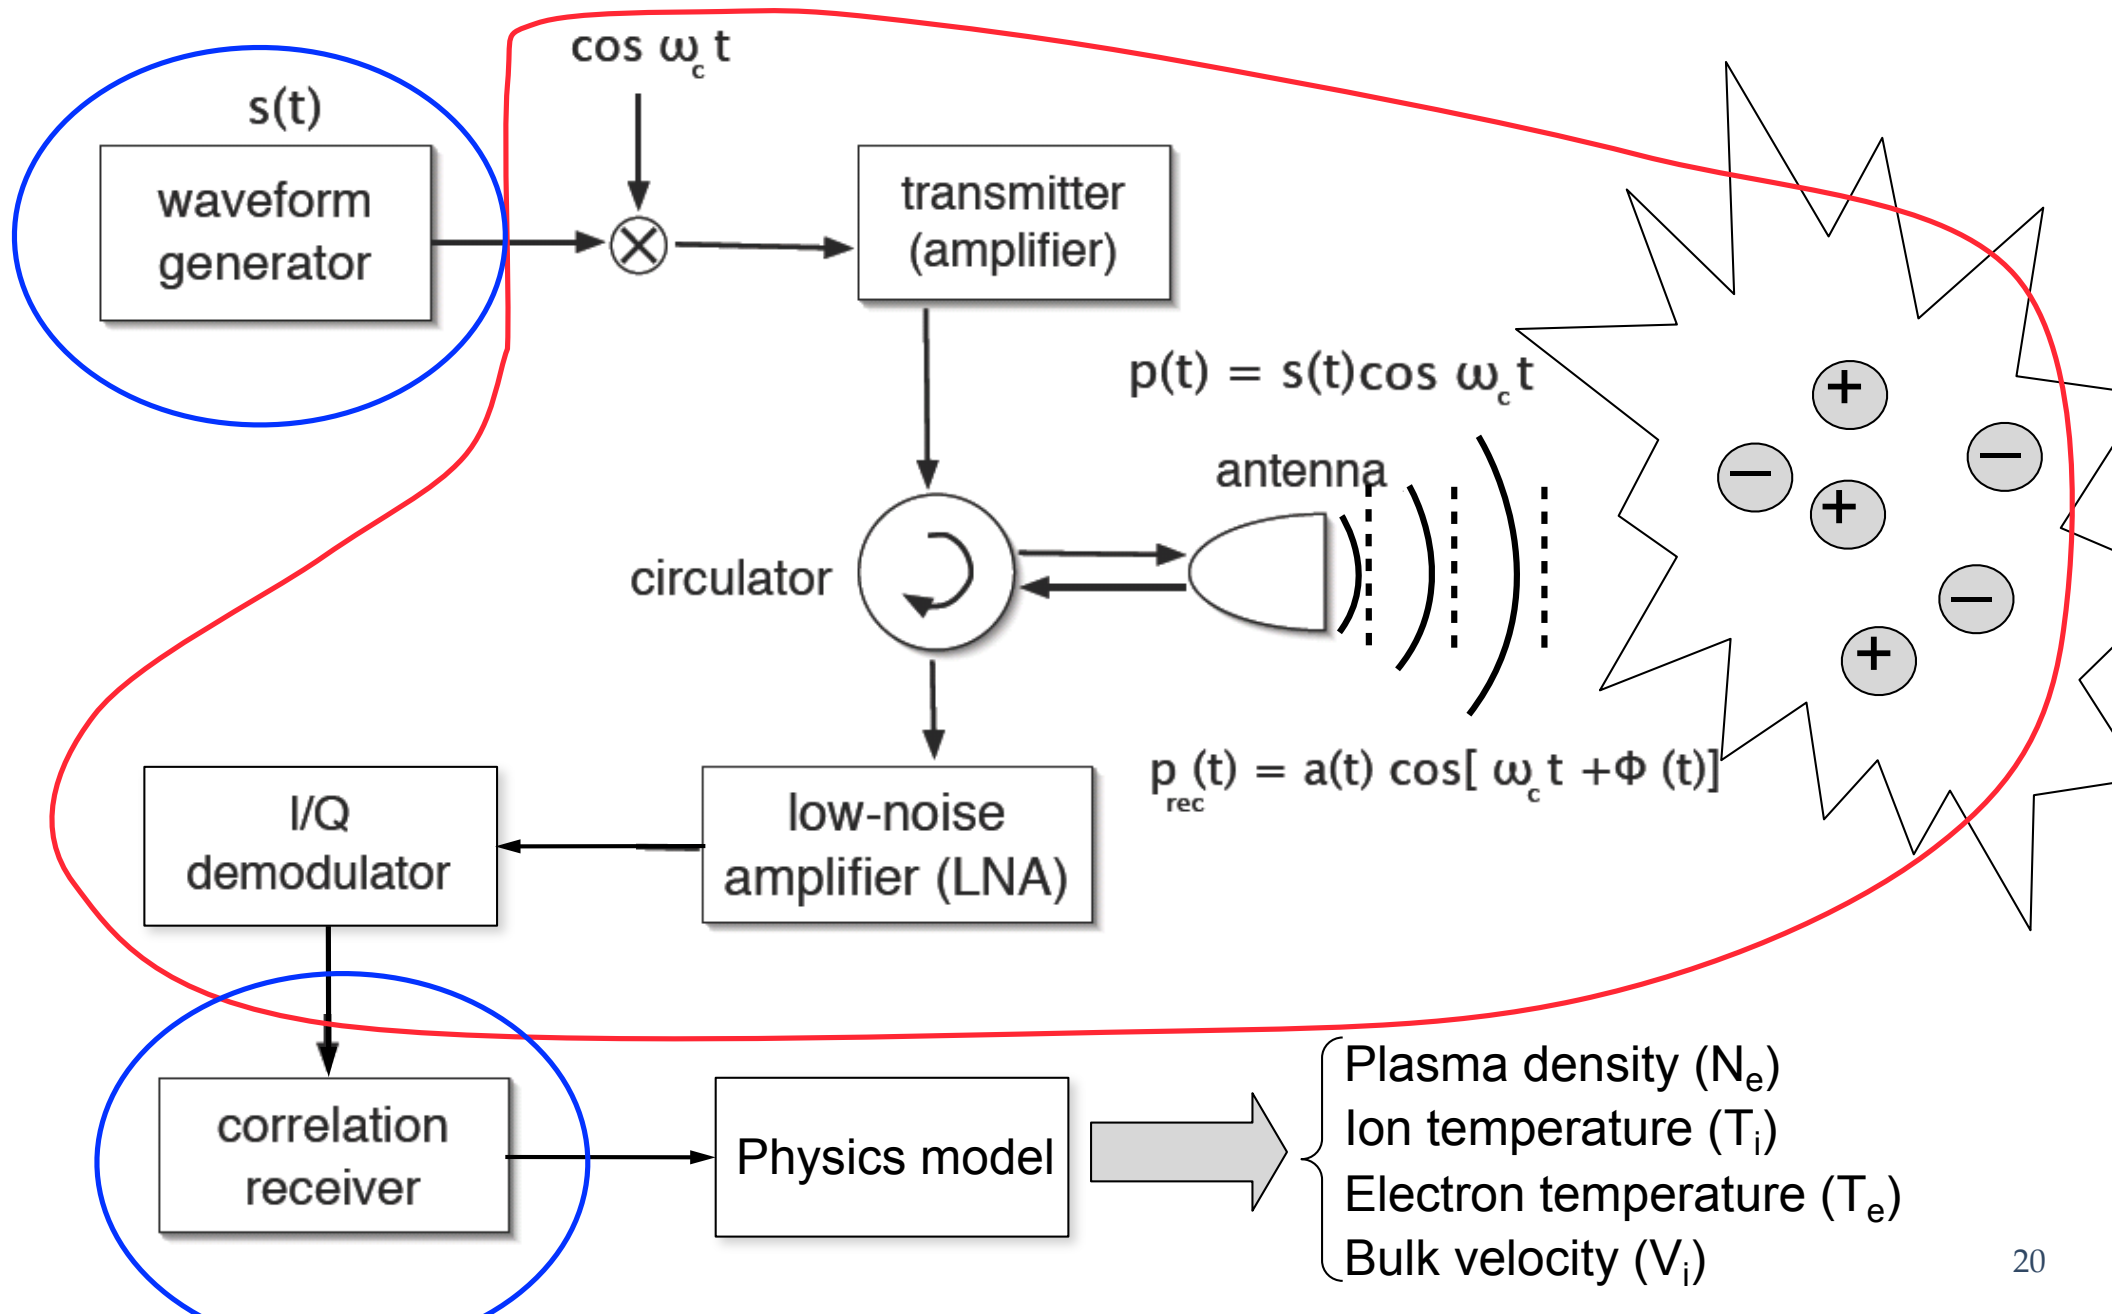 cos ω_c t
s(t)
waveform
generator
transmitter
(amplifier)
p(t) = s(t)cos ω_c t
antenna
circulator
+
−
−
+
−
+
p_rec(t) = a(t) cos[ ω_c t +Φ (t)]
I/Q
demodulator
low-noise
amplifier (LNA)
correlation
receiver
Physics model
Plasma density (N_e)
Ion temperature (T_i)
Electron temperature (T_e)
Bulk velocity (V_i)
20